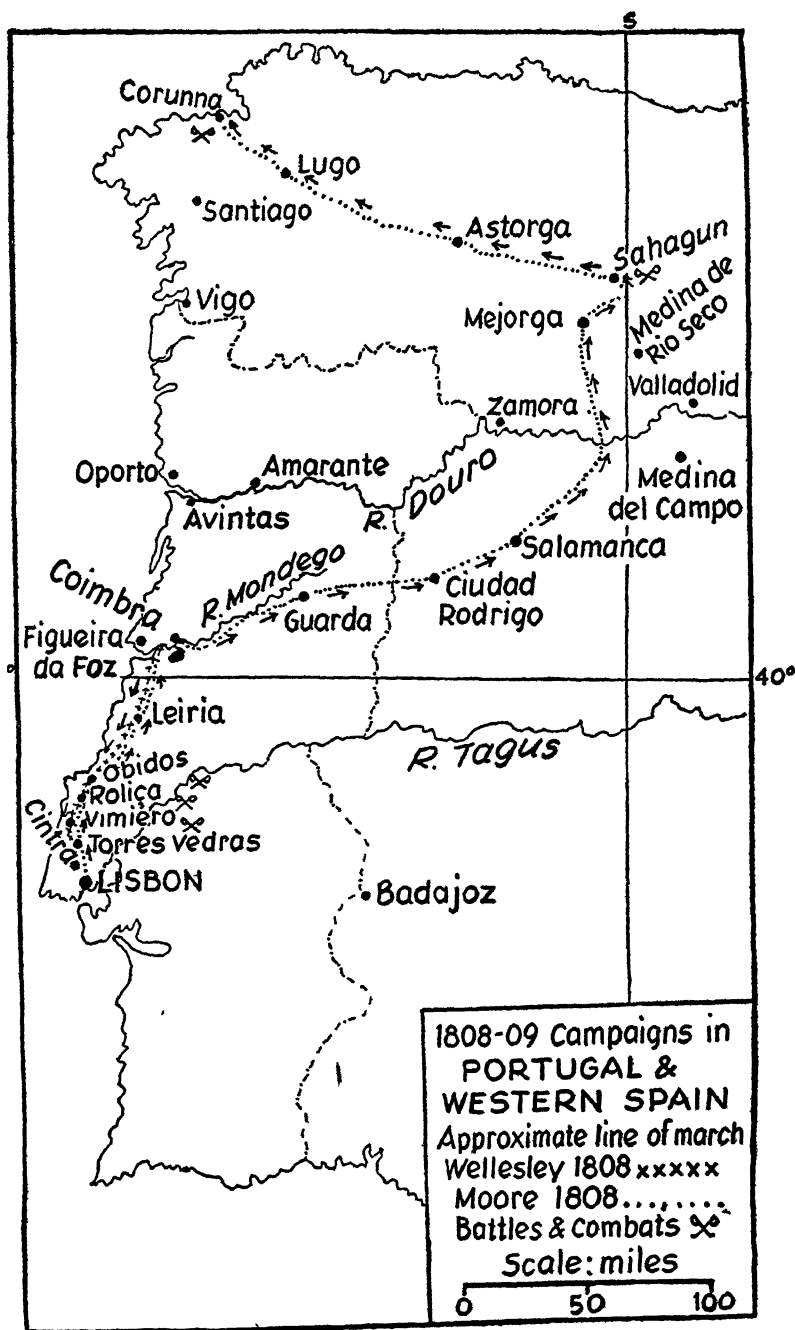 S
Corunna
Lugo
Santiago
Astorga
Sahagun
Vigo
Mejorga
Medina de
Rio Seco
Valladolid
Zamora
Oporto
Amarante
Avintas
R. Douro
Medina
del Campo
Salamanca
Coimbra
R. Mondego
Ciudad
Rodrigo
Guarda
Figueira
da Foz
40°
Leiria
R. Tagus
Obidos
Roliça
Vimiero
Cintra
Torres Vedras
LISBON
Badajoz
1808-09 Campaigns in
PORTUGAL &
WESTERN SPAIN
Approximate line of march
Wellesley 1808 xxxxx
Moore 1808........
Battles & Combats
Scale: miles
0 50 100